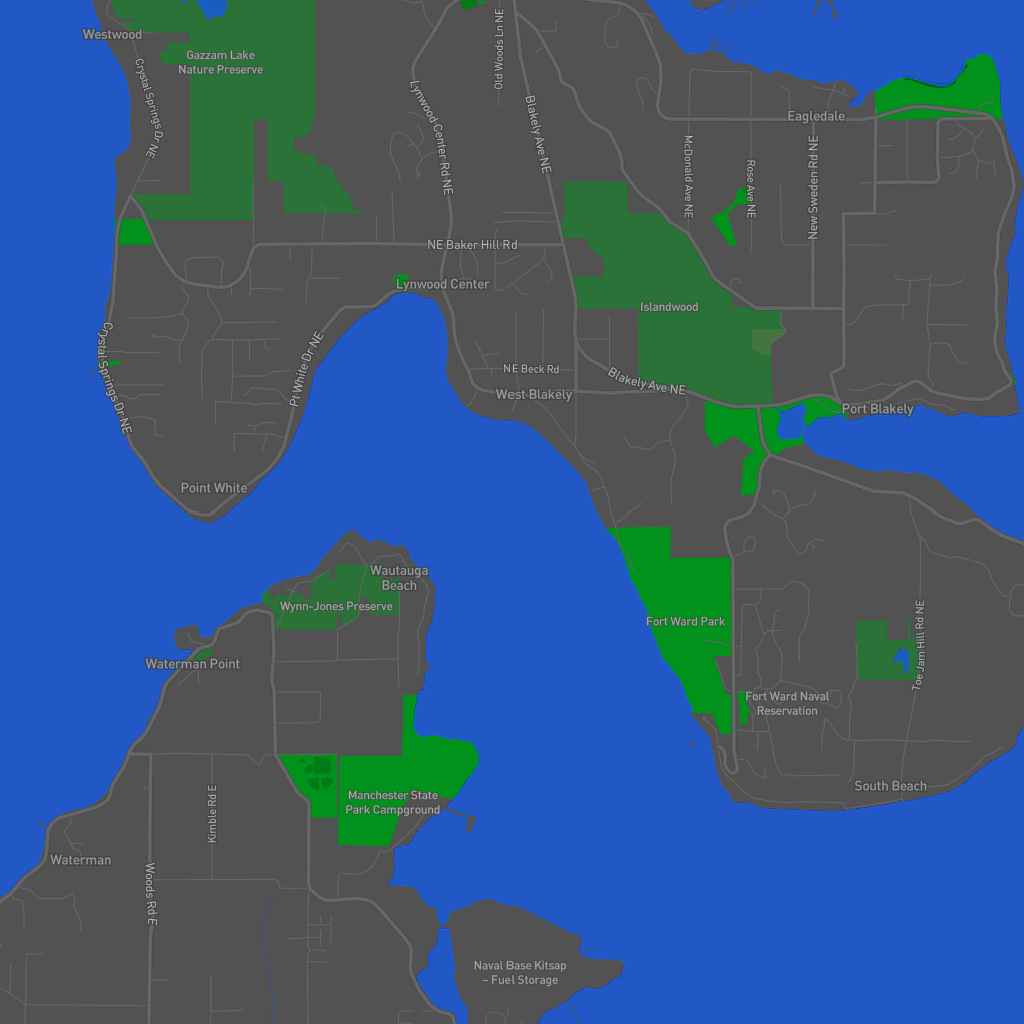 Westwood
Gazzam Lake
Nature Preserve
Old Woods Ln NE
Crystal Springs Dr NE
Lynwood Center Rd NE
Blakely Ave NE
Eagledale
McDonald Ave NE
Rose Ave NE
New Sweden Rd NE
NE Baker Hill Rd
Lynwood Center
Islandwood
Crystal Springs Dr NE
Pt White Dr NE
NE Beck Rd
Blakely Ave NE
West Blakely
Port Blakely
Point White
Wautauga
Beach
Wynn-Jones Preserve
Fort Ward Park
Toe Jam Hill Rd NE
Waterman Point
Fort Ward Naval
Reservation
South Beach
Manchester State
Park Campground
Kimble Rd E
Waterman
Woods Rd E
Naval Base Kitsap
– Fuel Storage